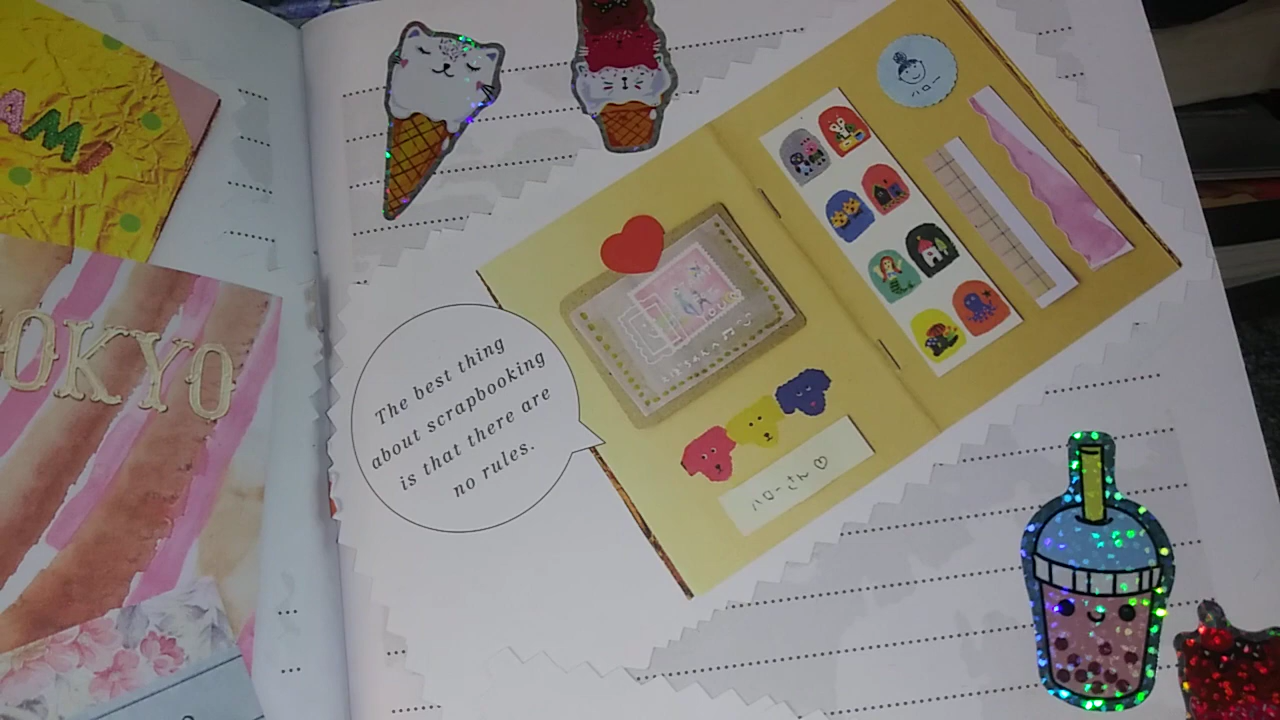 AM!
TOKYO
The best thing
about scrapbooking
is that there are
no rules.
ハロー
ハローさん♡